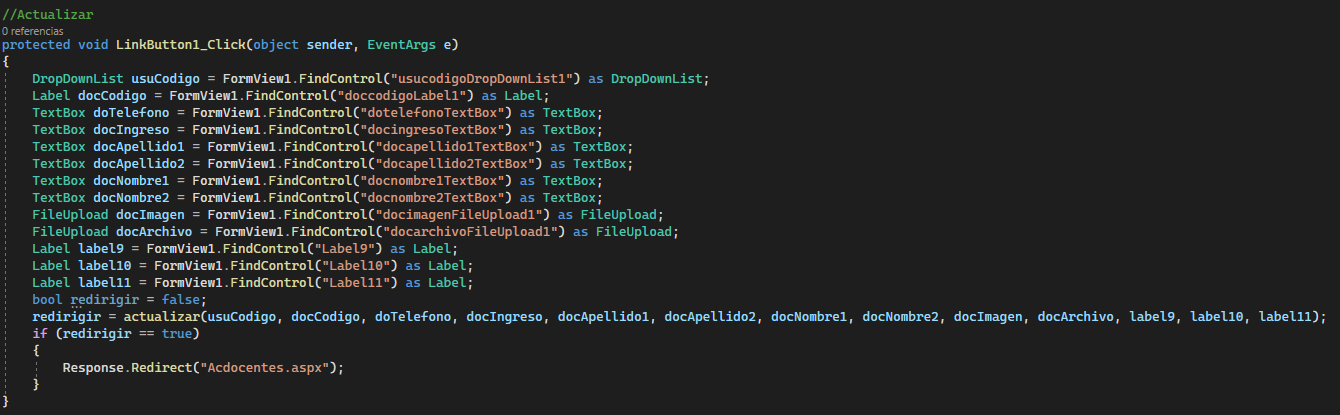 //Actualizar
0 referencias
protected void LinkButton1_Click(object sender, EventArgs e)
{
DropDownList usuCodigo = FormView1.FindControl("usucodigoDropDownList1") as DropDownList;
Label docCodigo = FormView1.FindControl("doccodigoLabel1") as Label;
TextBox doTelefono = FormView1.FindControl("dotelefonoTextBox") as TextBox;
TextBox docIngreso = FormView1.FindControl("docingresoTextBox") as TextBox;
TextBox docApellido1 = FormView1.FindControl("docapellido1TextBox") as TextBox;
TextBox docApellido2 = FormView1.FindControl("docapellido2TextBox") as TextBox;
TextBox docNombre1 = FormView1.FindControl("docnombre1TextBox") as TextBox;
TextBox docNombre2 = FormView1.FindControl("docnombre2TextBox") as TextBox;
FileUpload docImagen = FormView1.FindControl("docimagenFileUpload1") as FileUpload;
FileUpload docArchivo = FormView1.FindControl("docarchivoFileUpload1") as FileUpload;
Label label9 = FormView1.FindControl("Label9") as Label;
Label label10 = FormView1.FindControl("Label10") as Label;
Label label11 = FormView1.FindControl("Label11") as Label;
bool redirigir = false;
redirigir = actualizar(usuCodigo, docCodigo, doTelefono, docIngreso, docApellido1, docApellido2, docNombre1, docNombre2, docImagen, docArchivo, label9, label10, label11);
if (redirigir == true)
{
Response.Redirect("Acdocentes.aspx");
}
}